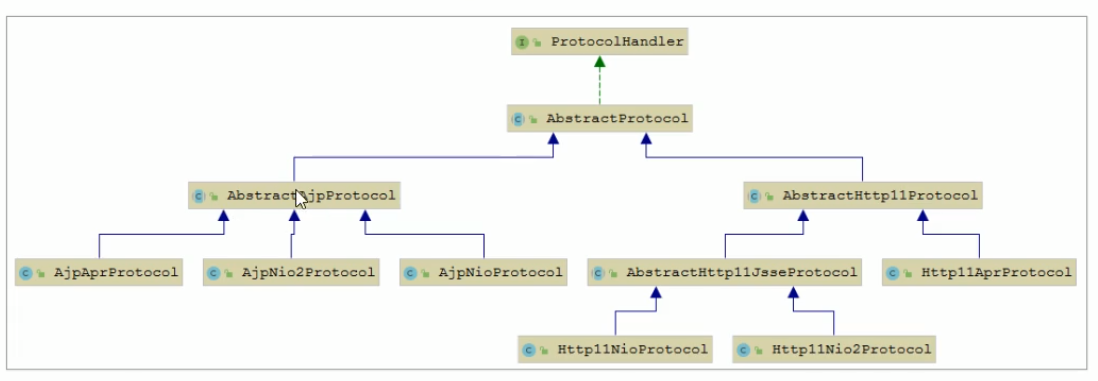 ProtocolHandler
AbstractProtocol
AbstractAjpProtocol
AbstractHttp11Protocol
AjpAprProtocol
AjpNio2Protocol
AjpNioProtocol
AbstractHttp11JsseProtocol
Http11AprProtocol
Http11NioProtocol
Http11Nio2Protocol